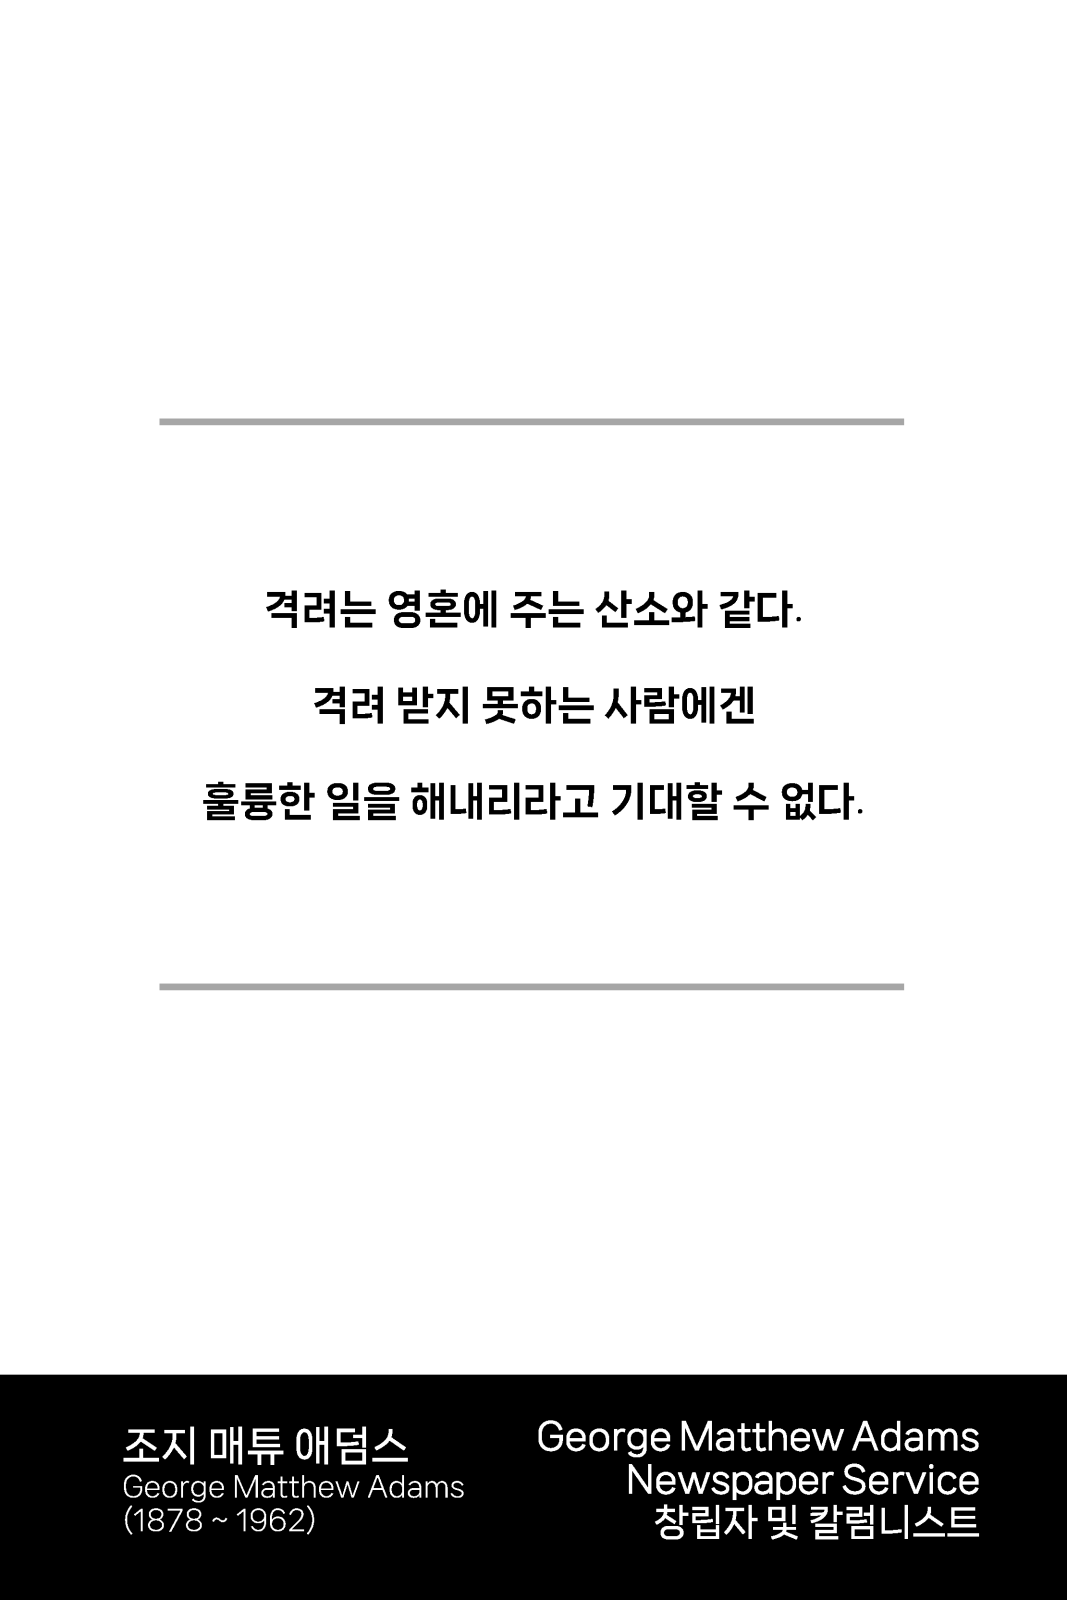 격려는 영혼에 주는 산소와 같다.
격려 받지 못하는 사람에겐
훌륭한 일을 해내리라고 기대할 수 없다.
조지 매튜 애덤스
George Matthew Adams
(1878 ~ 1962)
George Matthew Adams
Newspaper Service
창립자 및 칼럼니스트